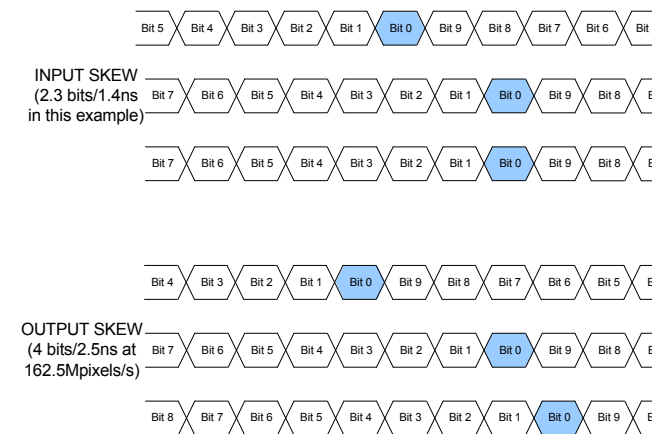 Bit 5 Bit 4 Bit 3 Bit 2 Bit 1 Bit 0 Bit 9 Bit 8 Bit 7 Bit 6 Bit
INPUT SKEW
(2.3 bits/1.4ns
in this example)
Bit 7 Bit 6 Bit 5 Bit 4 Bit 3 Bit 2 Bit 1 Bit 0 Bit 9 Bit 8
Bit 7 Bit 6 Bit 5 Bit 4 Bit 3 Bit 2 Bit 1 Bit 0 Bit 9 Bit 8
Bit 4 Bit 3 Bit 2 Bit 1 Bit 0 Bit 9 Bit 8 Bit 7 Bit 6 Bit 5
OUTPUT SKEW
(4 bits/2.5ns at
162.5Mpixels/s)
Bit 7 Bit 6 Bit 5 Bit 4 Bit 3 Bit 2 Bit 1 Bit 0 Bit 9 Bit 8
Bit 8 Bit 7 Bit 6 Bit 5 Bit 4 Bit 3 Bit 2 Bit 1 Bit 0 Bit 9